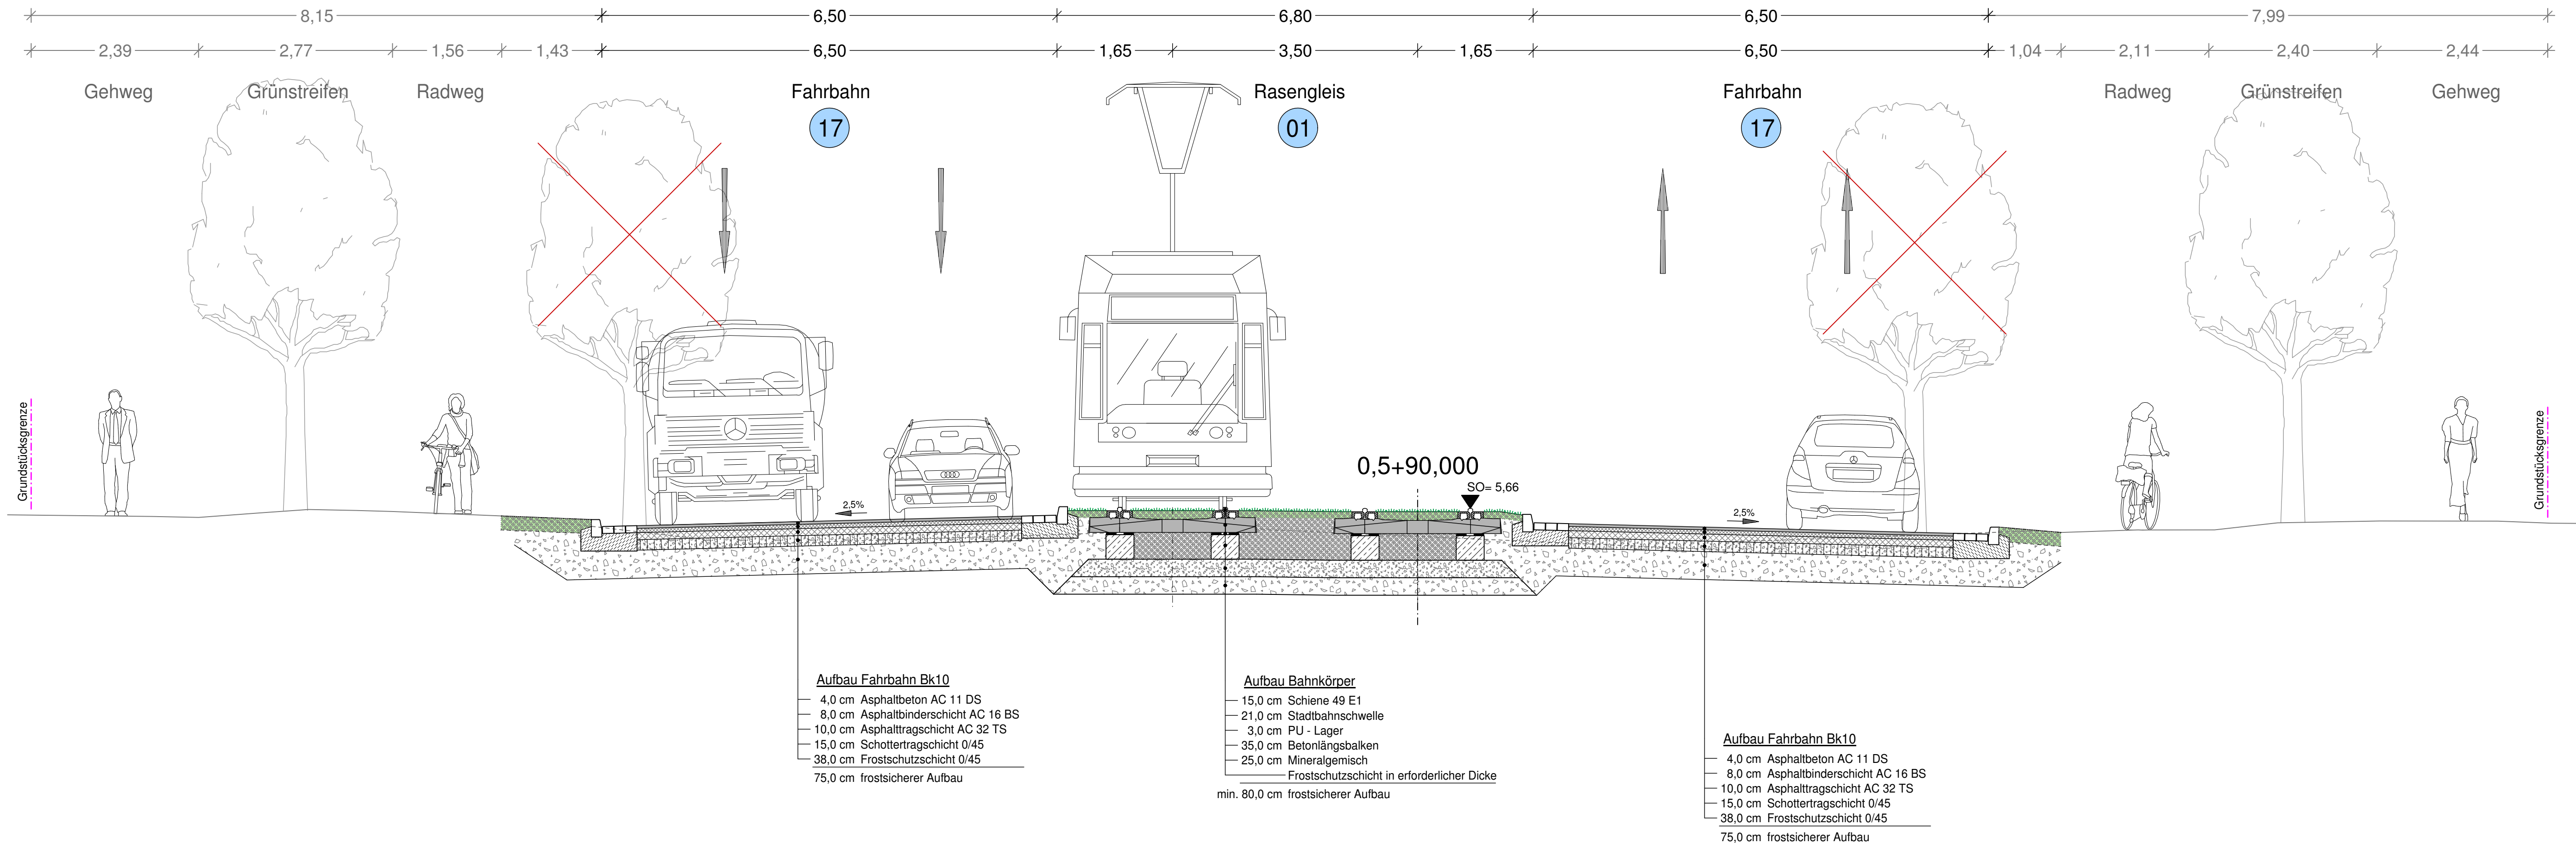 8,15 6,50 6,80 6,50 7,99
2,39 2,77 1,56 1,43 6,50 1,65 3,50 1,65 6,50 1,04 2,11 2,40 2,44
Gehweg Grünstreifen Radweg Fahrbahn Rasengleis Fahrbahn Radweg Grünstreifen Gehweg
17 01 17
Grundstücksgrenze
2,5%
0,5+90,000
SO= 5,66
2,5%
Grundstücksgrenze
Aufbau Fahrbahn Bk10
4,0 cm Asphaltbeton AC 11 DS
8,0 cm Asphaltbinderschicht AC 16 BS
10,0 cm Asphalttragschicht AC 32 TS
15,0 cm Schottertragschicht 0/45
38,0 cm Frostschutzschicht 0/45
75,0 cm frostsicherer Aufbau
Aufbau Bahnkörper
15,0 cm Schiene 49 E1
21,0 cm Stadtbahnschwelle
3,0 cm PU - Lager
35,0 cm Betonlängsbalken
25,0 cm Mineralgemisch
Frostschutzschicht in erforderlicher Dicke
min. 80,0 cm frostsicherer Aufbau
Aufbau Fahrbahn Bk10
4,0 cm Asphaltbeton AC 11 DS
8,0 cm Asphaltbinderschicht AC 16 BS
10,0 cm Asphalttragschicht AC 32 TS
15,0 cm Schottertragschicht 0/45
38,0 cm Frostschutzschicht 0/45
75,0 cm frostsicherer Aufbau